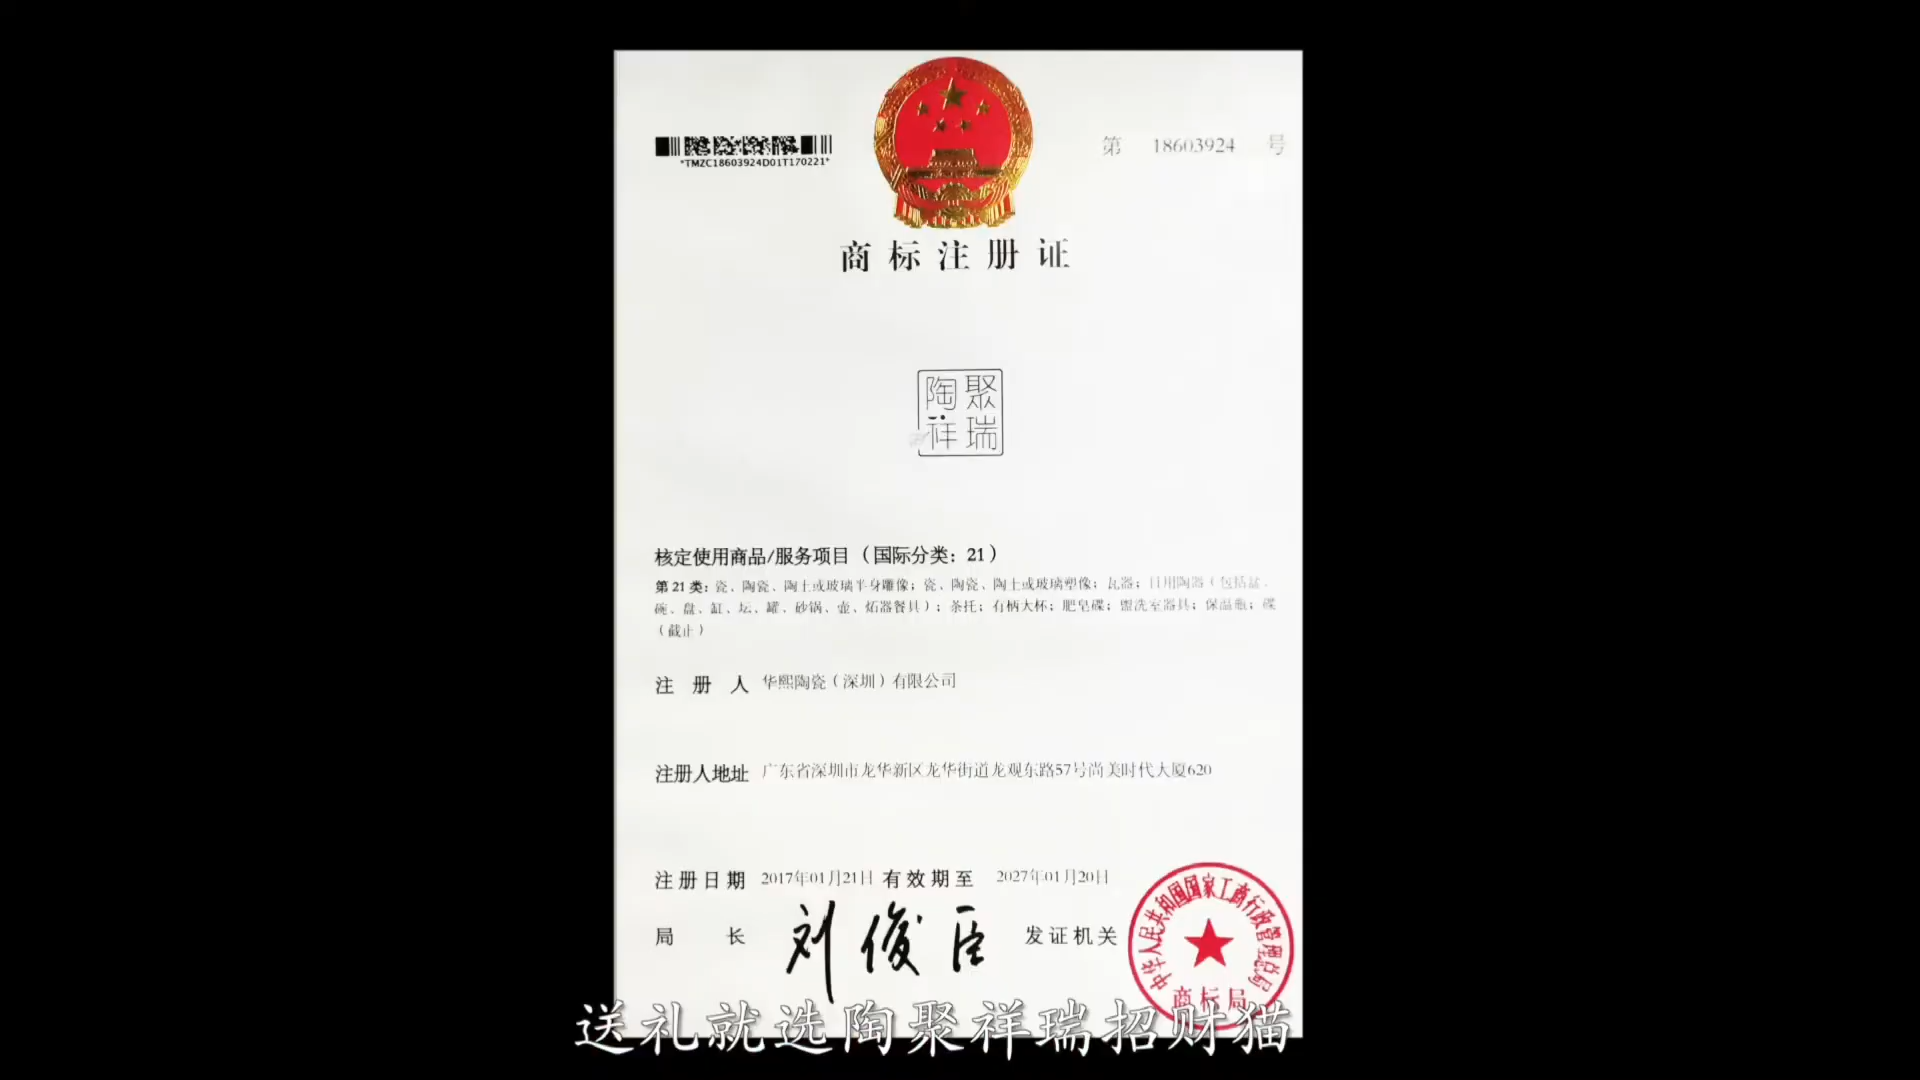 *TMZC18603924D01T170221*
第 18603924 号
商标注册证
陶聚
祥瑞
核定使用商品/服务项目（国际分类：21）
第21类：瓷、陶瓷、陶土或玻璃半身雕像；瓷、陶瓷、陶土或玻璃塑像；瓦器；日用陶器（包括盆、
碗、盘、缸、坛、罐、砂锅、壶、炻器餐具）；茶托；有柄大杯；肥皂碟；盥洗室器具；保温瓶；碟
（截止）
注册人 华熙陶瓷（深圳）有限公司
注册人地址 广东省深圳市龙华新区龙华街道龙观东路57号尚美时代大厦620
注册日期 2017年01月21日 有效期至 2027年01月20日
局长 刘俊臣 发证机关
中华人民共和国国家工商行政管理总局
商标局
送礼就选陶聚祥瑞招财猫